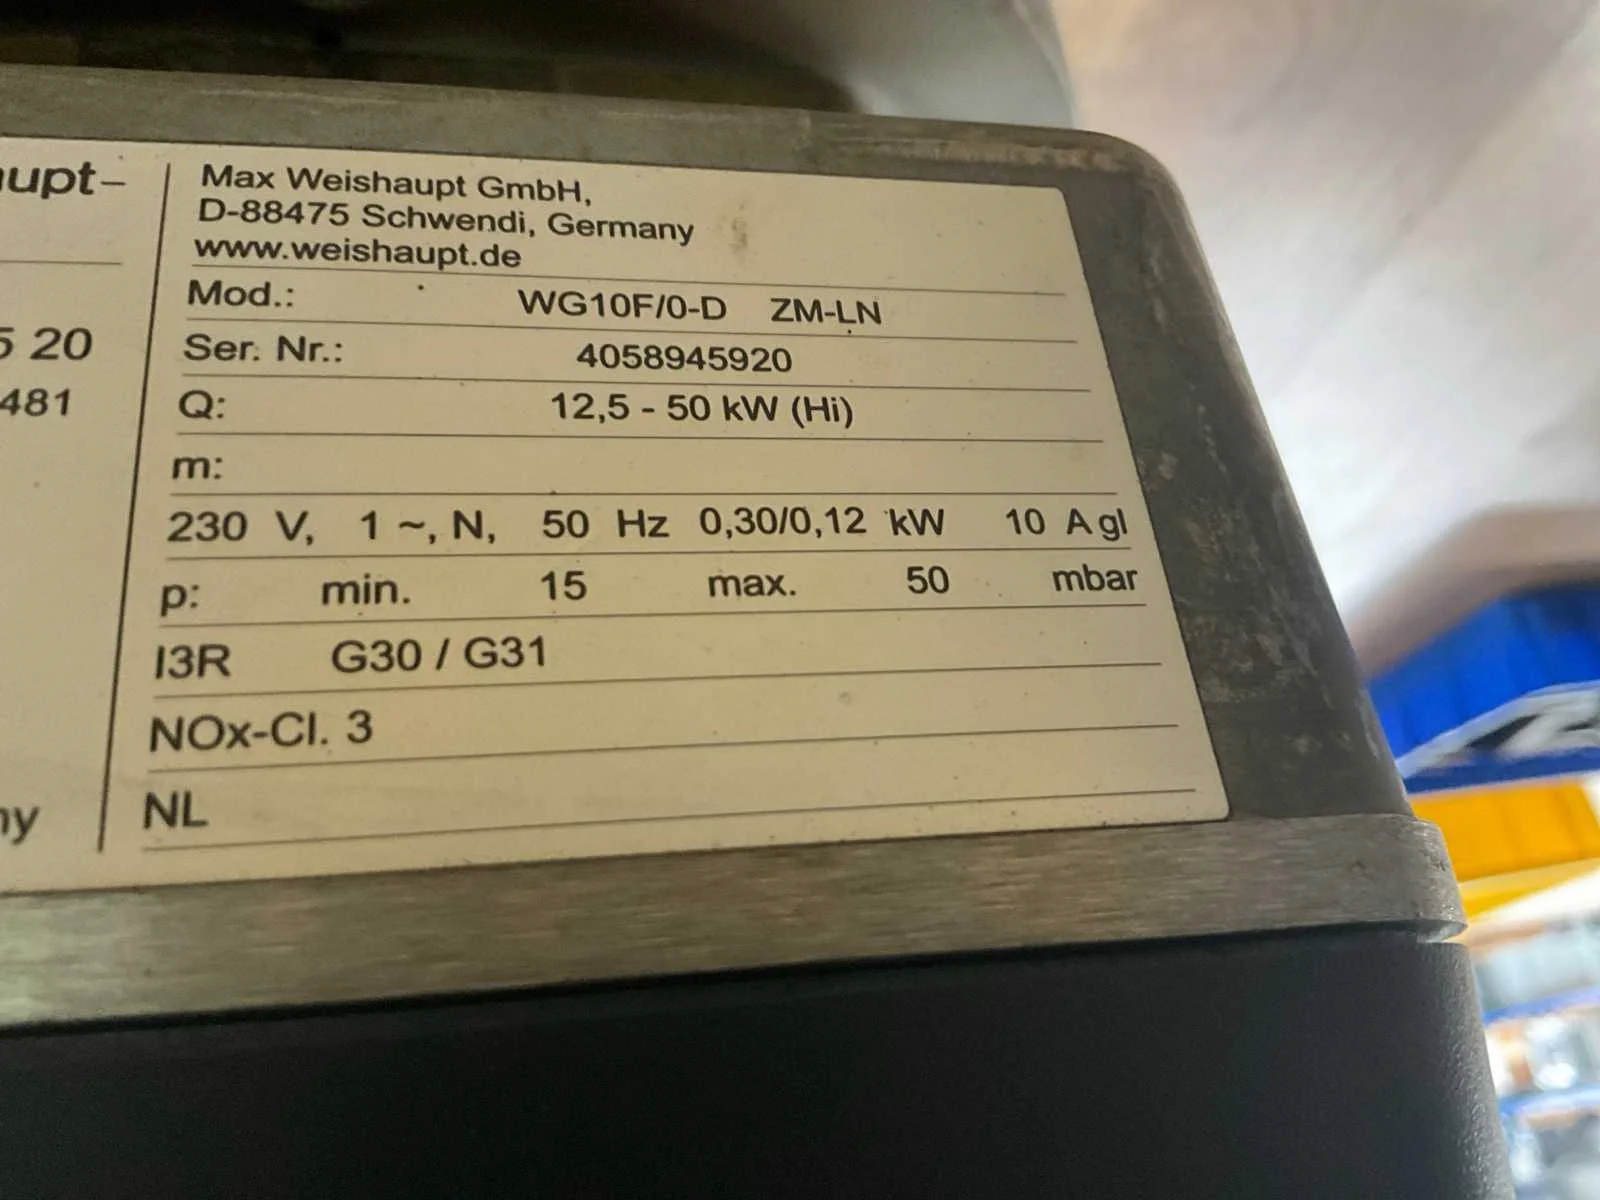 aupt–
5 20
481
ny
Max Weishaupt GmbH,
D-88475 Schwendi, Germany
www.weishaupt.de
Mod.: WG10F/0-D ZM-LN
Ser. Nr.: 4058945920
Q: 12,5 - 50 kW (Hi)
m:
230 V, 1 ~, N, 50 Hz 0,30/0,12 kW 10 A gl
p: min. 15 max. 50 mbar
I3R G30 / G31
NOx-Cl. 3
NL